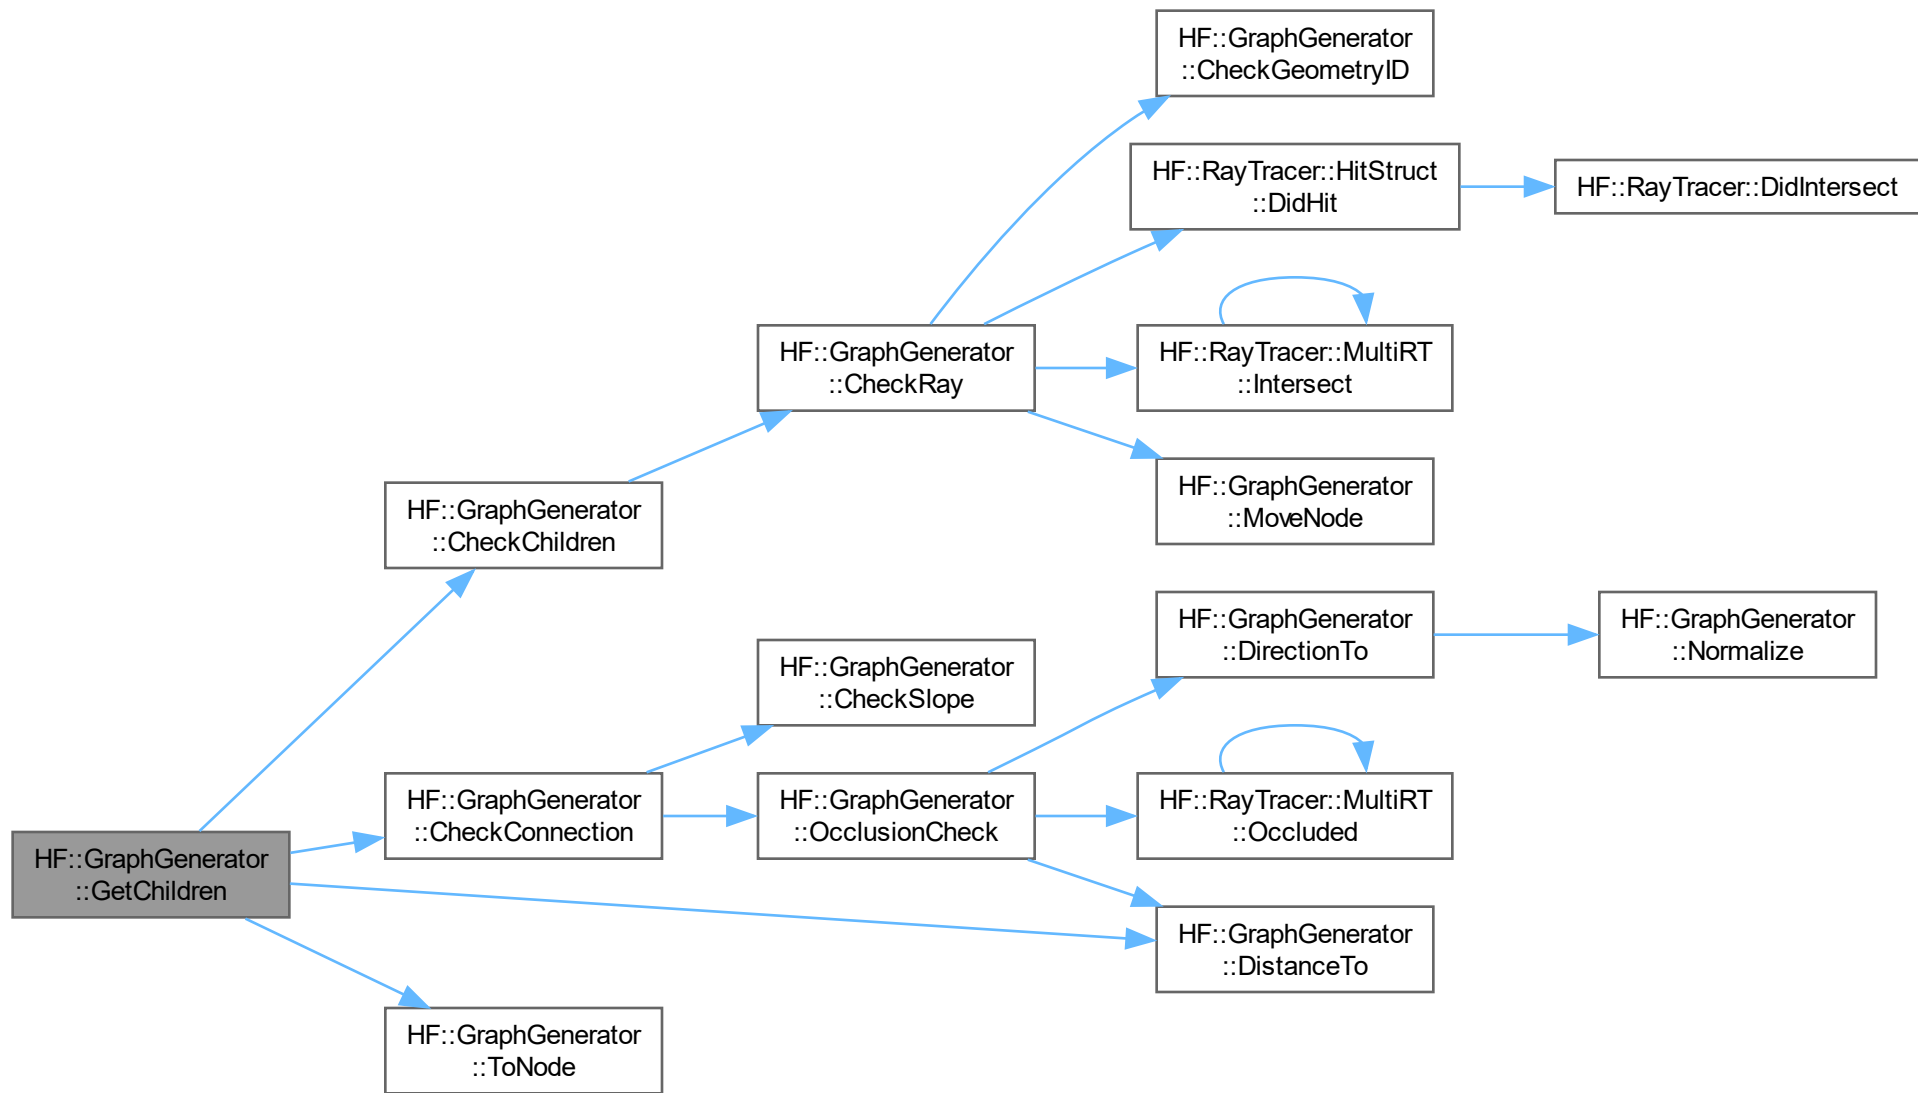 HF::GraphGenerator
::CheckGeometryID
HF::RayTracer::HitStruct
::DidHit
HF::RayTracer::DidIntersect
HF::GraphGenerator
::CheckRay
HF::RayTracer::MultiRT
::Intersect
HF::GraphGenerator
::MoveNode
HF::GraphGenerator
::CheckChildren
HF::GraphGenerator
::DirectionTo
HF::GraphGenerator
::Normalize
HF::GraphGenerator
::CheckSlope
HF::GraphGenerator
::CheckConnection
HF::GraphGenerator
::OcclusionCheck
HF::RayTracer::MultiRT
::Occluded
HF::GraphGenerator
::GetChildren
HF::GraphGenerator
::DistanceTo
HF::GraphGenerator
::ToNode